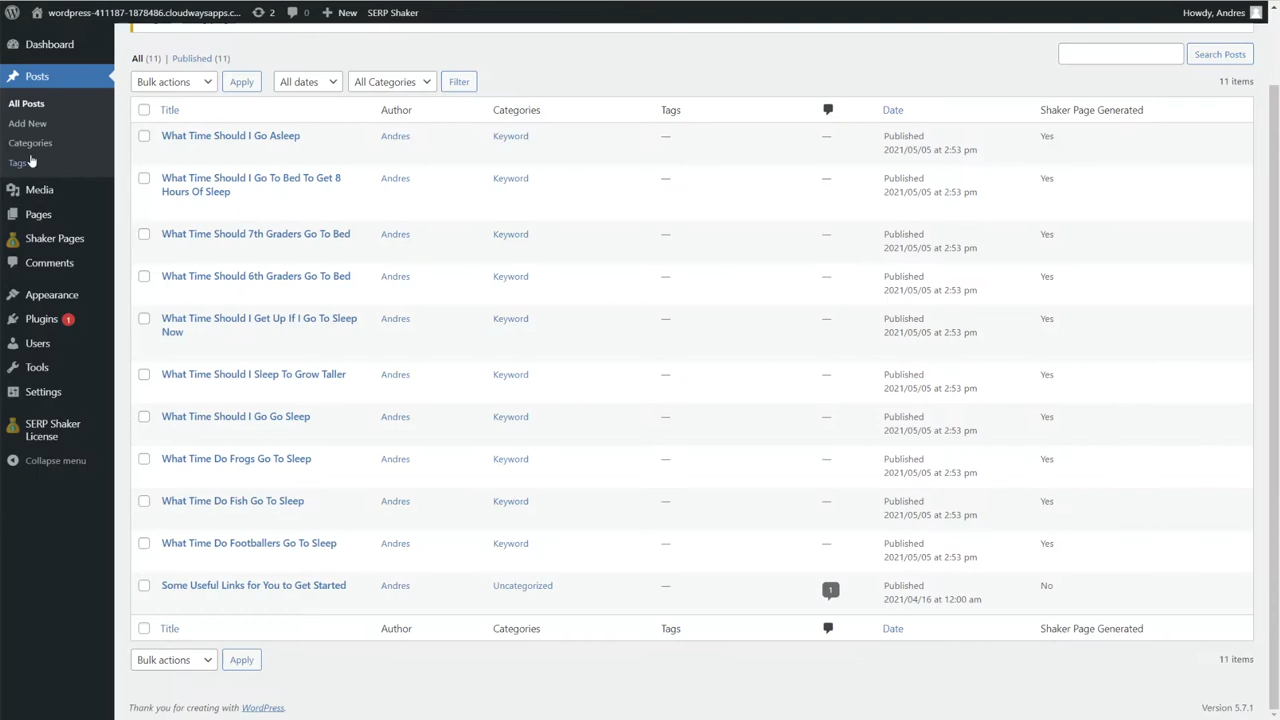 wordpress-411187-1878486.cloudwaysapps.c... 2 0 New SERP Shaker Howdy, Andres
Dashboard
Posts
All Posts
Add New
Categories
Tags
Media
Pages
Shaker Pages
Comments
Appearance
Plugins 1
Users
Tools
Settings
SERP Shaker
License
Collapse menu
All (11) | Published (11)
Search Posts
Bulk actions Apply All dates All Categories Filter 11 items
Title Author Categories Tags Date Shaker Page Generated
What Time Should I Go Asleep Andres Keyword — — Published Yes
2021/05/05 at 2:53 pm
What Time Should I Go To Bed To Get 8 Andres Keyword — — Published Yes
Hours Of Sleep 2021/05/05 at 2:53 pm
What Time Should 7th Graders Go To Bed Andres Keyword — — Published Yes
2021/05/05 at 2:53 pm
What Time Should 6th Graders Go To Bed Andres Keyword — — Published Yes
2021/05/05 at 2:53 pm
What Time Should I Get Up If I Go To Sleep Andres Keyword — — Published Yes
Now 2021/05/05 at 2:53 pm
What Time Should I Sleep To Grow Taller Andres Keyword — — Published Yes
2021/05/05 at 2:53 pm
What Time Should I Go Go Sleep Andres Keyword — — Published Yes
2021/05/05 at 2:53 pm
What Time Do Frogs Go To Sleep Andres Keyword — — Published Yes
2021/05/05 at 2:53 pm
What Time Do Fish Go To Sleep Andres Keyword — — Published Yes
2021/05/05 at 2:53 pm
What Time Do Footballers Go To Sleep Andres Keyword — — Published Yes
2021/05/05 at 2:53 pm
Some Useful Links for You to Get Started Andres Uncategorized — 1 Published No
2021/04/16 at 12:00 am
Title Author Categories Tags Date Shaker Page Generated
Bulk actions Apply 11 items
Thank you for creating with WordPress. Version 5.7.1